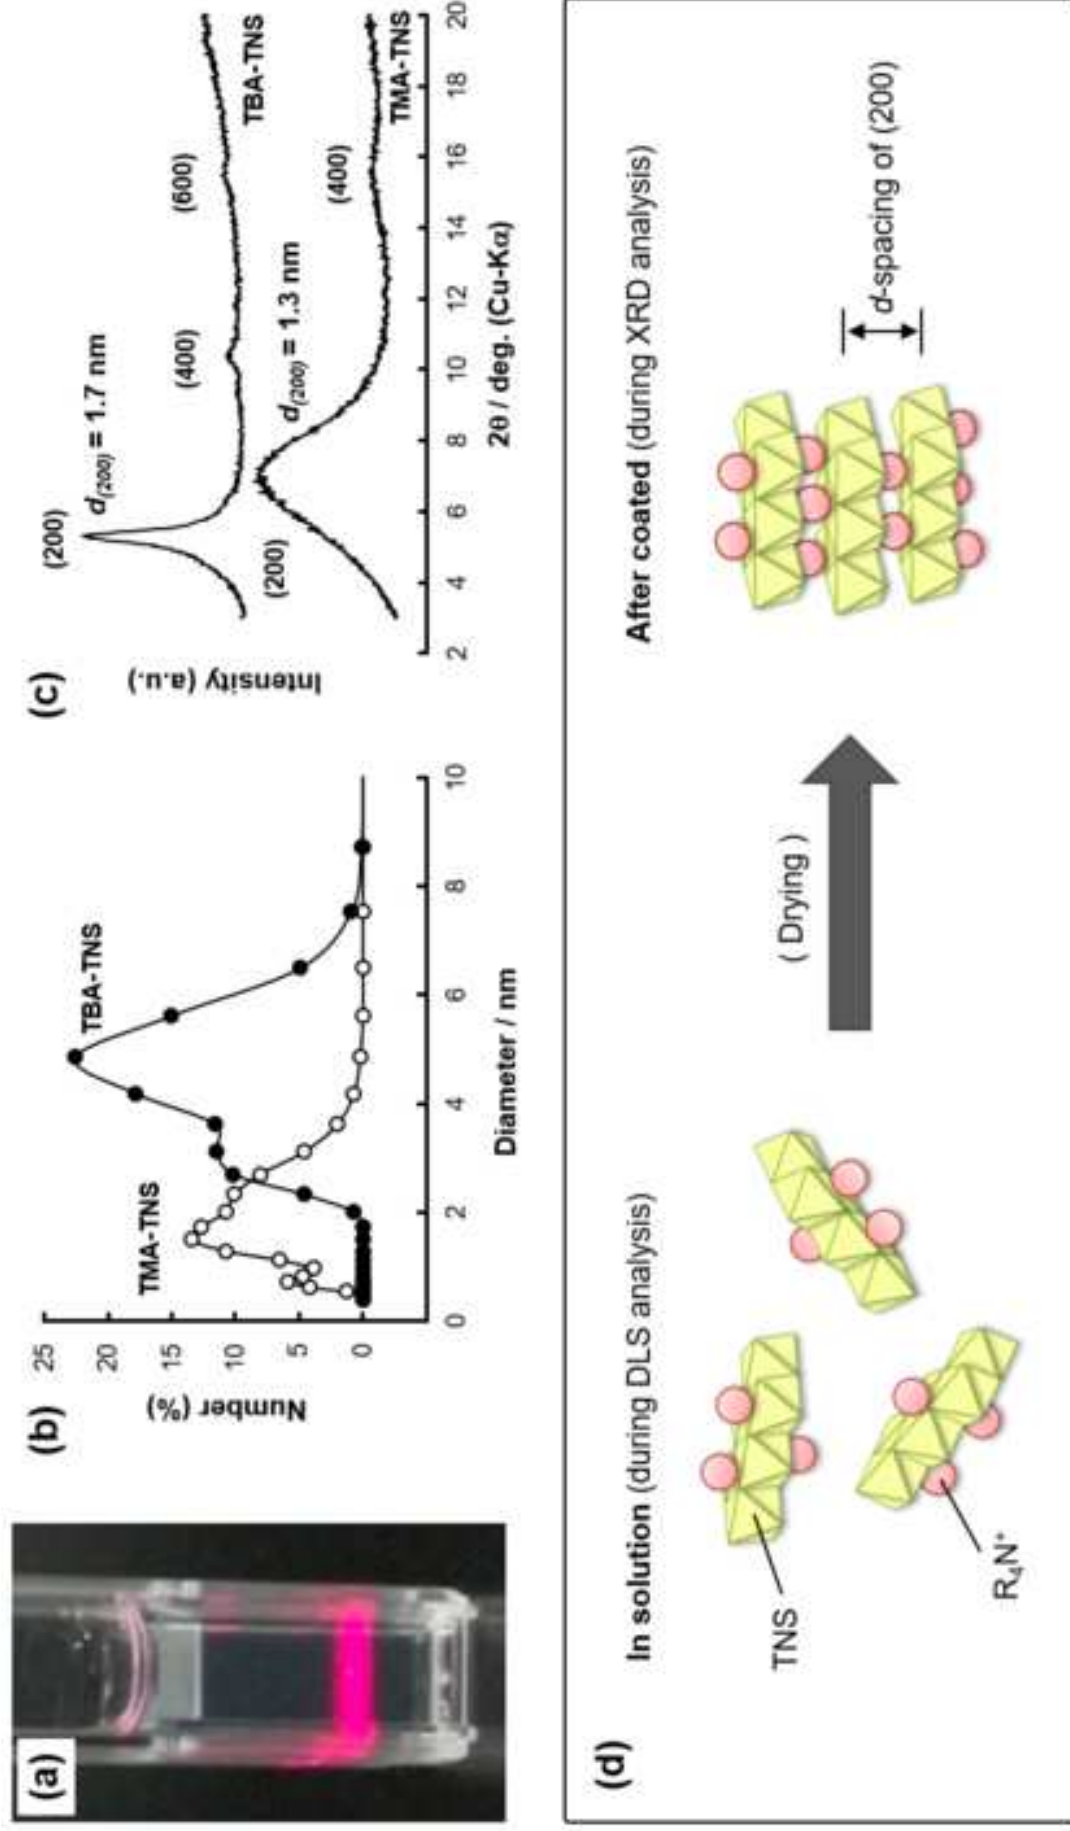 (a)
(b)
Number (%)
25
20
15
10
5
0
TMA-TNS
TBA-TNS
0 2 4 6 8 10
Diameter / nm
(c)
Intensity (a.u.)
(200)
d(200) = 1.7 nm
(400)
(600)
TBA-TNS
(200)
d(200) = 1.3 nm
(400)
TMA-TNS
2 4 6 8 10 12 14 16 18 20
2θ / deg. (Cu-Kα)
(d)
In solution (during DLS analysis)
TNS
R4N+
( Drying )
After coated (during XRD analysis)
d-spacing of (200)